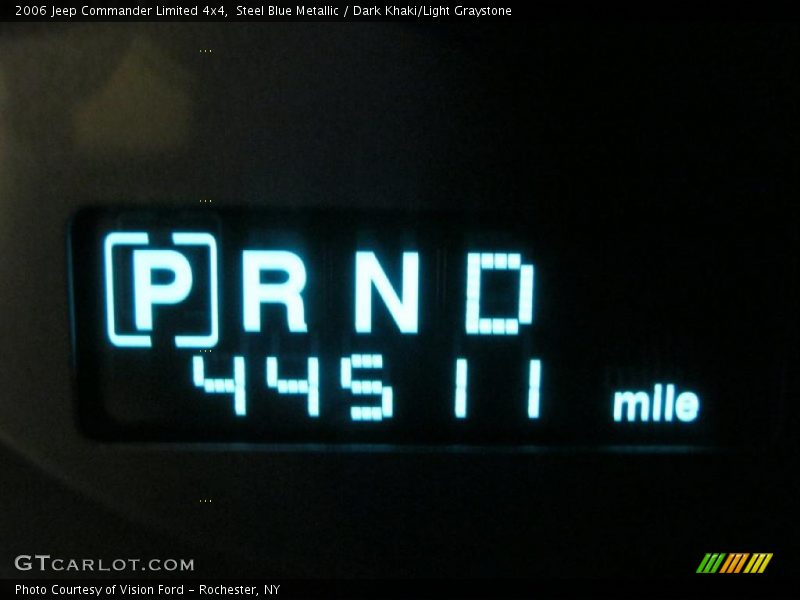 2006 Jeep Commander Limited 4x4,  Steel Blue Metallic / Dark Khaki/Light Graystone
[P] R N D
44511 mile
GTCARLOT.COM
Photo Courtesy of Vision Ford - Rochester, NY